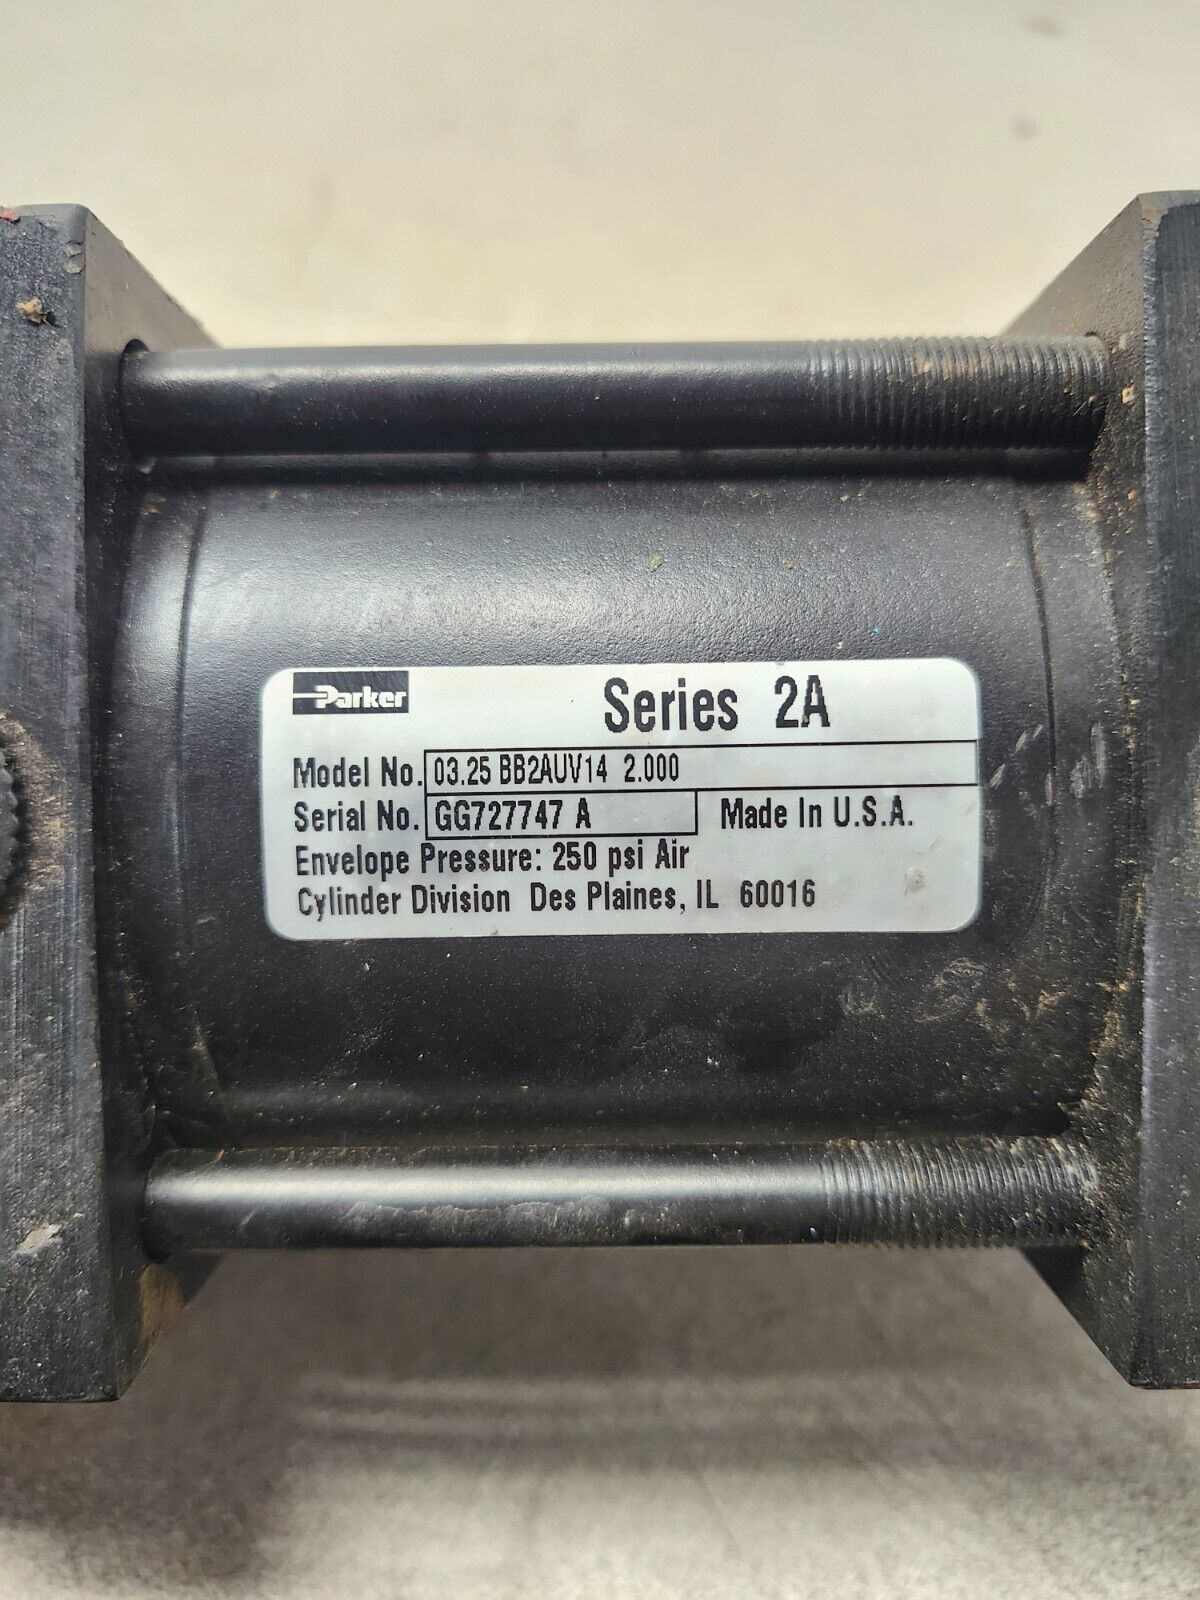 Parker
Series 2A
Model No. 03.25 BB2AUV14 2.000
Serial No. GG727747 A Made In U.S.A.
Envelope Pressure: 250 psi Air
Cylinder Division Des Plaines, IL 60016